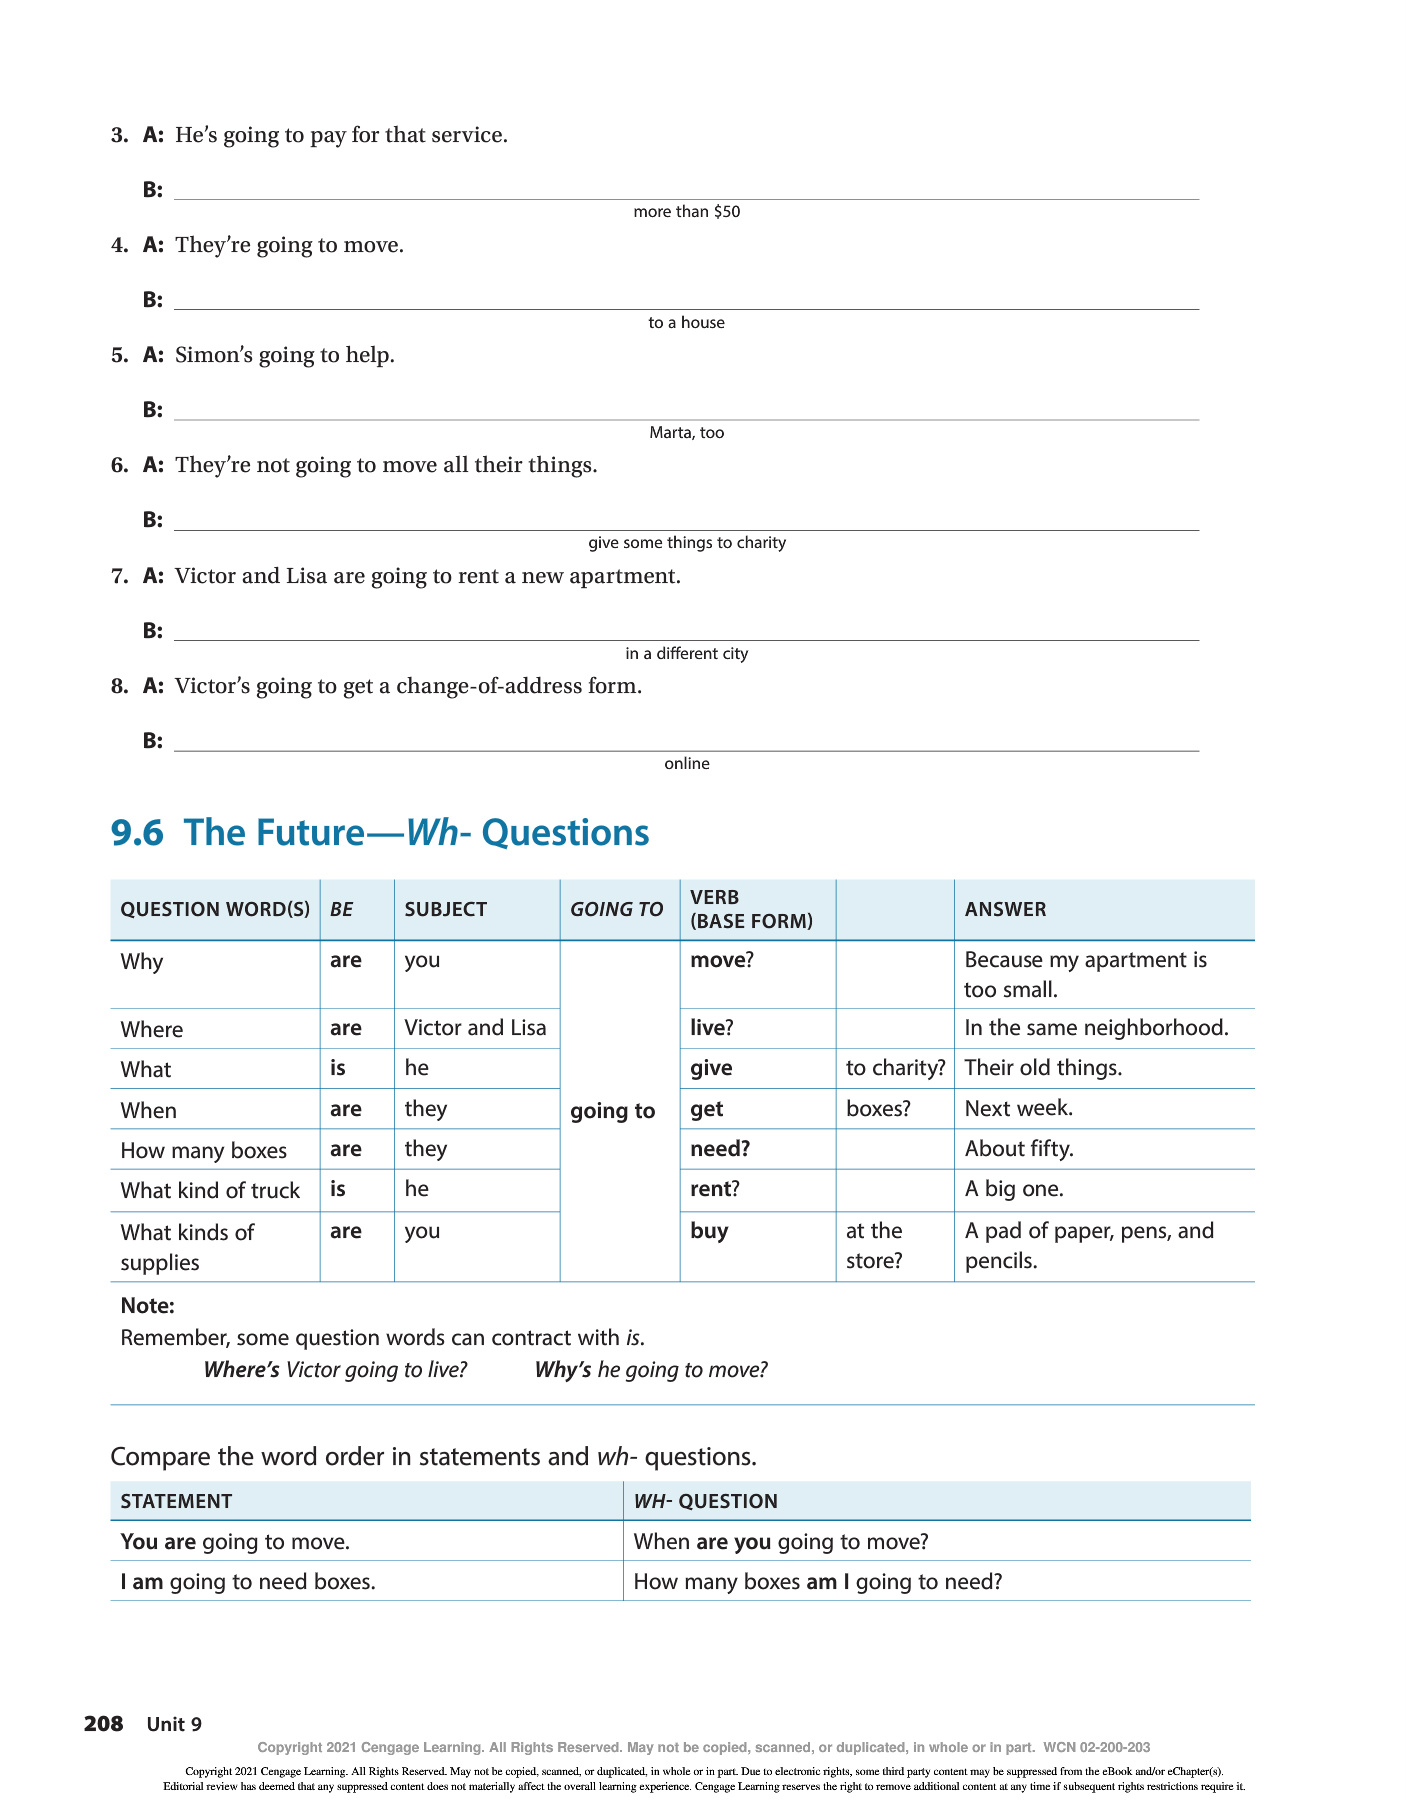 3. A: He’s going to pay for that service.
B:
more than $50
4. A: They’re going to move.
B:
to a house
5. A: Simon’s going to help.
B:
Marta, too
6. A: They’re not going to move all their things.
B:
give some things to charity
7. A: Victor and Lisa are going to rent a new apartment.
B:
in a different city
8. A: Victor’s going to get a change-of-address form.
B:
online
9.6 The Future—Wh- Questions
QUESTION WORD(S) BE SUBJECT GOING TO VERB (BASE FORM) ANSWER
Why are you move? Because my apartment is too small.
Where are Victor and Lisa live? In the same neighborhood.
What is he give to charity? Their old things.
When are they going to get boxes? Next week.
How many boxes are they need? About fifty.
What kind of truck is he rent? A big one.
What kinds of supplies are you buy at the store? A pad of paper, pens, and pencils.
Note:
Remember, some question words can contract with is.
Where’s Victor going to live? Why’s he going to move?
Compare the word order in statements and wh- questions.
STATEMENT WH- QUESTION
You are going to move. When are you going to move?
I am going to need boxes. How many boxes am I going to need?
208 Unit 9
Copyright 2021 Cengage Learning. All Rights Reserved. May not be copied, scanned, or duplicated, in whole or in part. WCN 02-200-203
Copyright 2021 Cengage Learning. All Rights Reserved. May not be copied, scanned, or duplicated, in whole or in part. Due to electronic rights, some third party content may be suppressed from the eBook and/or eChapter(s).
Editorial review has deemed that any suppressed content does not materially affect the overall learning experience. Cengage Learning reserves the right to remove additional content at any time if subsequent rights restrictions require it.